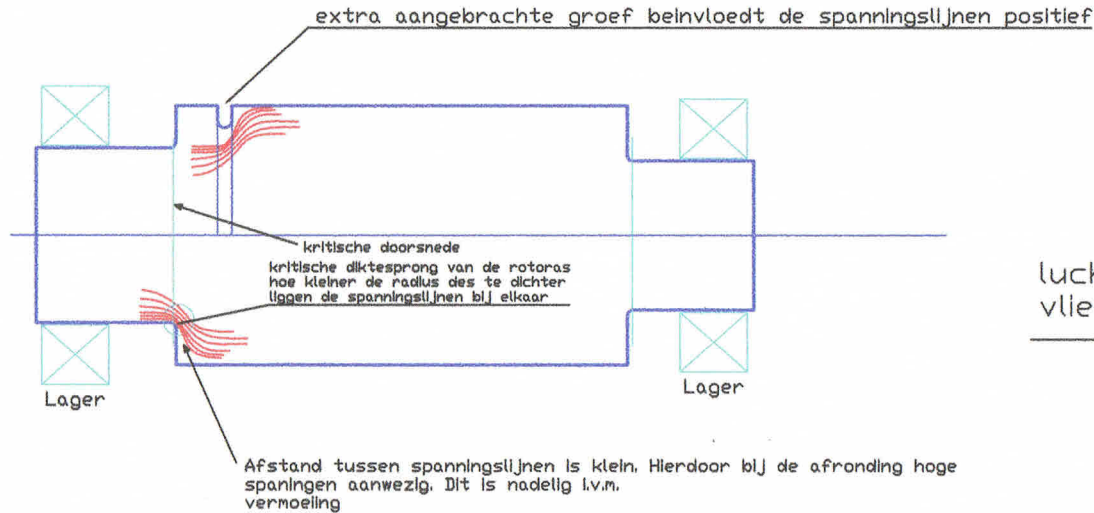 extra aangebrachte groef beinvloedt de spanningslijnen positief
kritische doorsnede
kritische diktesprong van de rotoras
hoe kleiner de radius des te dichter
liggen de spanningslijnen bij elkaar
luch
vlie
Lager
Lager
Afstand tussen spanningslijnen is klein. Hierdoor bij de afronding hoge
spaningen aanwezig. Dit is nadelig i.v.m.
vermoeiing